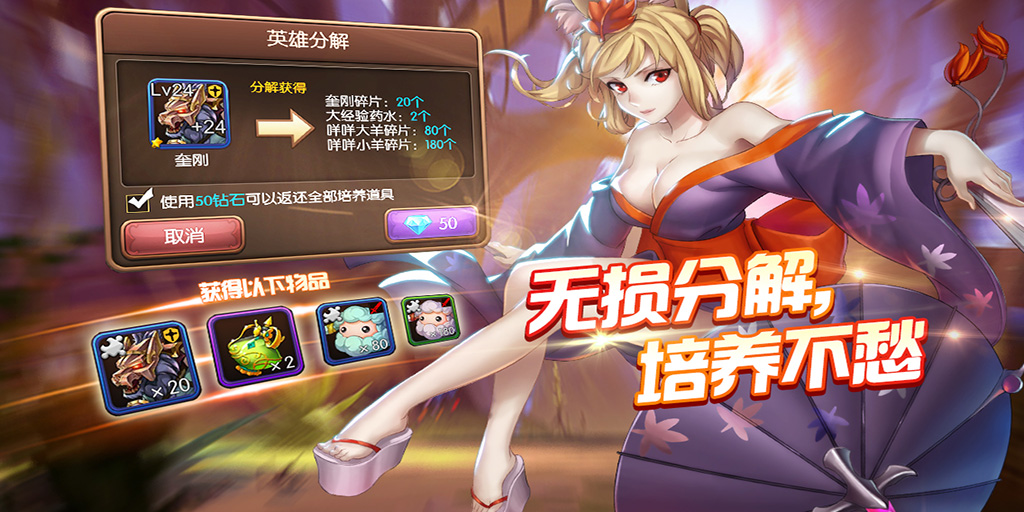 英雄分解
Lv247
+24
奎刚
分解获得
奎刚碎片：20个
大经验药水：2个
咩咩大羊碎片：80个
咩咩小羊碎片：180个
使用50钻石可以返还全部培养道具
取消
50
获得以下物品
×20
×2
×80
×180
无损分解，
培养不愁